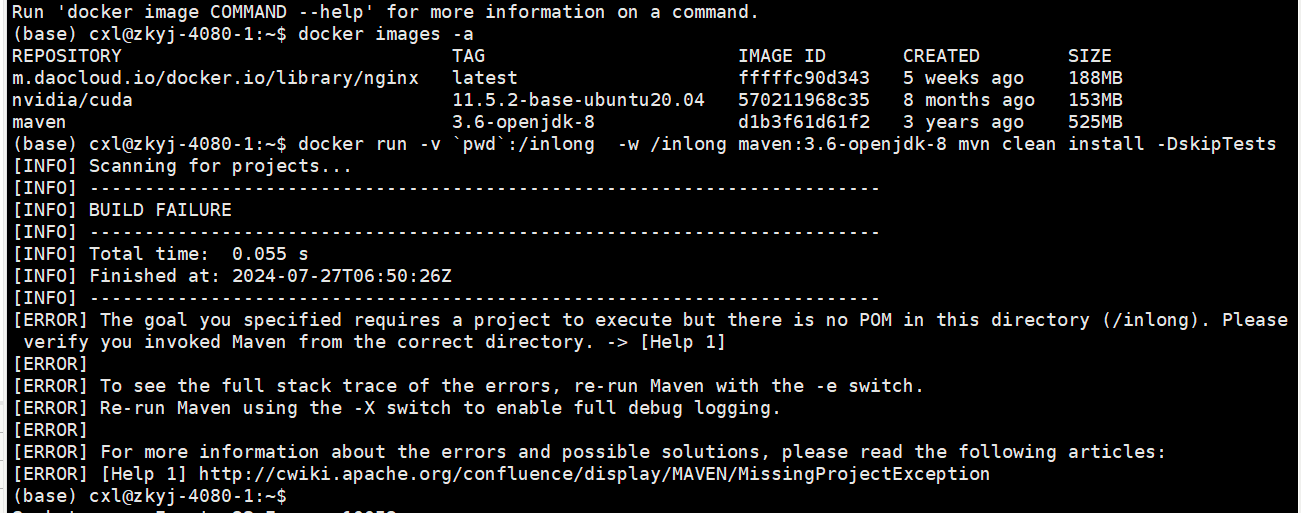 Run 'docker image COMMAND --help' for more information on a command.
(base) cxl@zkyj-4080-1:~$ docker images -a
REPOSITORY TAG IMAGE ID CREATED SIZE
m.daocloud.io/docker.io/library/nginx latest fffffc90d343 5 weeks ago 188MB
nvidia/cuda 11.5.2-base-ubuntu20.04 570211968c35 8 months ago 153MB
maven 3.6-openjdk-8 d1b3f61d61f2 3 years ago 525MB
(base) cxl@zkyj-4080-1:~$ docker run -v `pwd`:/inlong  -w /inlong maven:3.6-openjdk-8 mvn clean install -DskipTests
[INFO] Scanning for projects...
[INFO] ------------------------------------------------------------------------
[INFO] BUILD FAILURE
[INFO] ------------------------------------------------------------------------
[INFO] Total time:  0.055 s
[INFO] Finished at: 2024-07-27T06:50:26Z
[INFO] ------------------------------------------------------------------------
[ERROR] The goal you specified requires a project to execute but there is no POM in this directory (/inlong). Please
verify you invoked Maven from the correct directory. -> [Help 1]
[ERROR]
[ERROR] To see the full stack trace of the errors, re-run Maven with the -e switch.
[ERROR] Re-run Maven using the -X switch to enable full debug logging.
[ERROR]
[ERROR] For more information about the errors and possible solutions, please read the following articles:
[ERROR] [Help 1] http://cwiki.apache.org/confluence/display/MAVEN/MissingProjectException
(base) cxl@zkyj-4080-1:~$